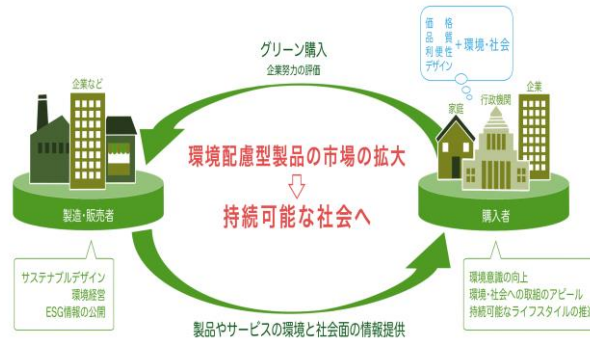 価格
品質
利便性
デザイン
+環境・社会
グリーン購入
企業努力の評価
企業など
家庭
行政機関
企業
環境配慮型製品の市場の拡大
持続可能な社会へ
製造・販売者
購入者
サステナブルデザイン
環境経営
ESG情報の公開
環境意識の向上
環境・社会への取組のアピール
持続可能なライフスタイルの推進
製品やサービスの環境と社会面の情報提供